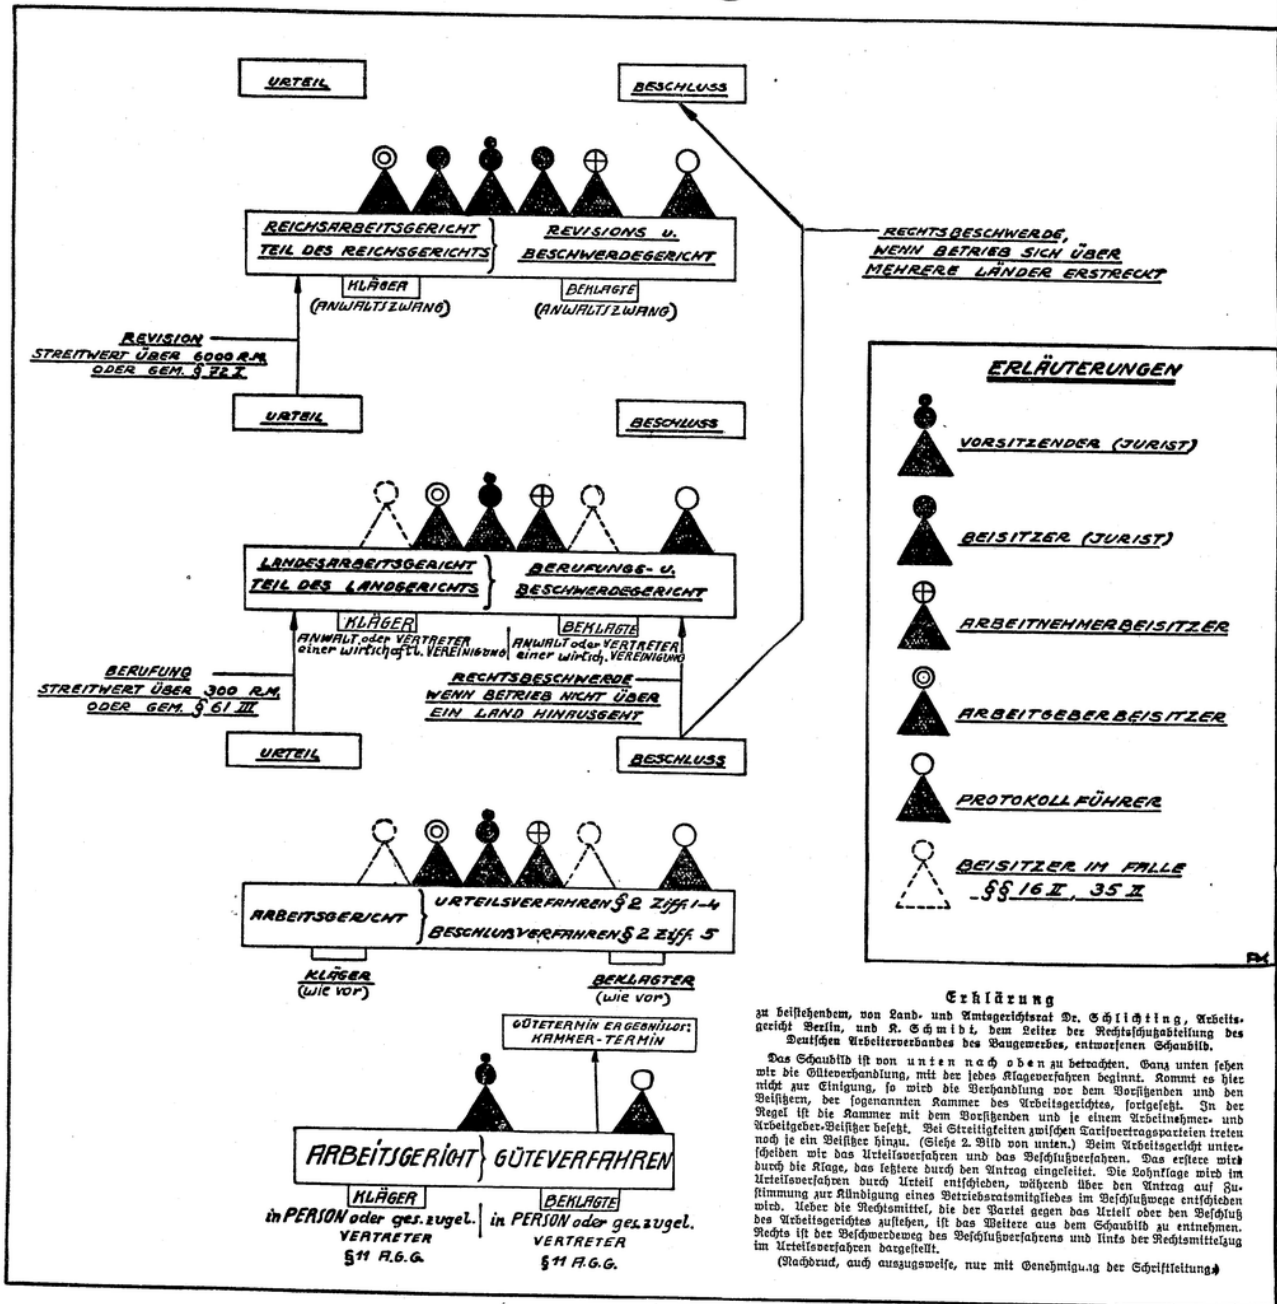 URTEIL
BESCHLUSS
REICHSARBEITSGERICHT
TEIL DES REICHSGERICHTS
REVISIONS U.
BESCHWERDEGERICHT
KLÄGER
(ANWALTSZWANG)
BEKLAGTE
(ANWALTSZWANG)
RECHTSBESCHWERDE,
WENN BETRIEB SICH ÜBER
MEHRERE LÄNDER ERSTRECKT
REVISION
STREITWERT ÜBER 6000 R.M.
ODER GEM. § 72 I
URTEIL
BESCHLUSS
LANDESARBEITSGERICHT
TEIL DES LANDGERICHTS
BERUFUNGS- U.
BESCHWERDEGERICHT
KLÄGER
ANWALT oder VERTRETER
einer wirtschaftl. VEREINIGUNG
BEKLAGTE
ANWALT oder VERTRETER
einer wirtsch. VEREINIGUNG
BERUFUNG
STREITWERT ÜBER 300 R.M.
ODER GEM. § 61 III
RECHTSBESCHWERDE
WENN BETRIEB NICHT ÜBER
EIN LAND HINAUSGEHT
URTEIL
BESCHLUSS
ARBEITSGERICHT
URTEILSVERFAHREN § 2 Ziff. 1-4
BESCHLUßVERFAHREN § 2 Ziff. 5
KLÄGER
(wie vor)
BEKLAGTER
(wie vor)
GÜTETERMIN ERGEBNISLOS:
KAMMER-TERMIN
ARBEITSGERICHT
GÜTEVERFAHREN
KLÄGER
in PERSON oder ges. zugel.
VERTRETER
§ 11 A.G.G.
BEKLAGTE
in PERSON oder ges. zugel.
VERTRETER
§ 11 A.G.G.
ERLÄUTERUNGEN
VORSITZENDER (JURIST)
BEISITZER (JURIST)
ARBEITNEHMERBEISITZER
ARBEITGEBERBEISITZER
PROTOKOLLFÜHRER
BEISITZER IM FALLE
§§ 16 II, 35 II
Erklärung
zu beistehendem, von Land- und Amtsgerichtsrat Dr. Schlichting, Arbeits-
gericht Berlin, und K. Schmidt, dem Leiter der Rechtsschutzabteilung des
Deutschen Arbeiterverbandes des Baugewerbes, entworfenen Schaubild.
Das Schaubild ist von unten nach oben zu betrachten. Ganz unten sehen
wir die Güteverhandlung, mit der jedes Klageverfahren beginnt. Kommt es hier
nicht zur Einigung, so wird die Verhandlung vor dem Vorsitzenden und den
Beisitzern, der sogenannten Kammer des Arbeitsgerichtes, fortgesetzt. In der
Regel ist die Kammer mit dem Vorsitzenden und je einem Arbeitnehmer- und
Arbeitgeber-Beisitzer besetzt. Bei Streitigkeiten zwischen Tarifvertragsparteien treten
noch je ein Beisitzer hinzu. (Siehe 2. Bild von unten.) Beim Arbeitsgericht unter-
scheiden wir das Urteilsverfahren und das Beschlußverfahren. Das erstere wird
durch die Klage, das letztere durch den Antrag eingeleitet. Die Lohnklage wird im
Urteilsverfahren durch Urteil entschieden, während über den Antrag auf Zu-
stimmung zur Kündigung eines Betriebsratsmitgliedes im Beschlußwege entschieden
wird. Ueber die Rechtsmittel, die der Partei gegen das Urteil oder den Beschluß
des Arbeitsgerichtes zustehen, ist das Weitere aus dem Schaubild zu entnehmen.
Rechts ist der Beschwerdeweg des Beschlußverfahrens und links der Rechtsmittelzug
im Urteilsverfahren dargestellt.
(Nachdruck, auch auszugsweise, nur mit Genehmigung der Schriftleitung.)